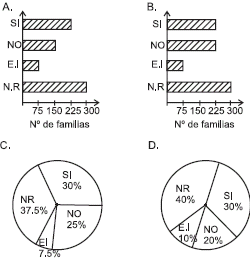 A.
SI
NO
E.I
N.R
75 150 225 300
Nº de familias
B.
SI
NO
E.I
N.R
75 150 225 300
Nº de familias
C.
SI
30%
NR
37.5%
NO
25%
EI
7.5%
D.
NR
40%
SI
30%
E.I
10%
NO
20%